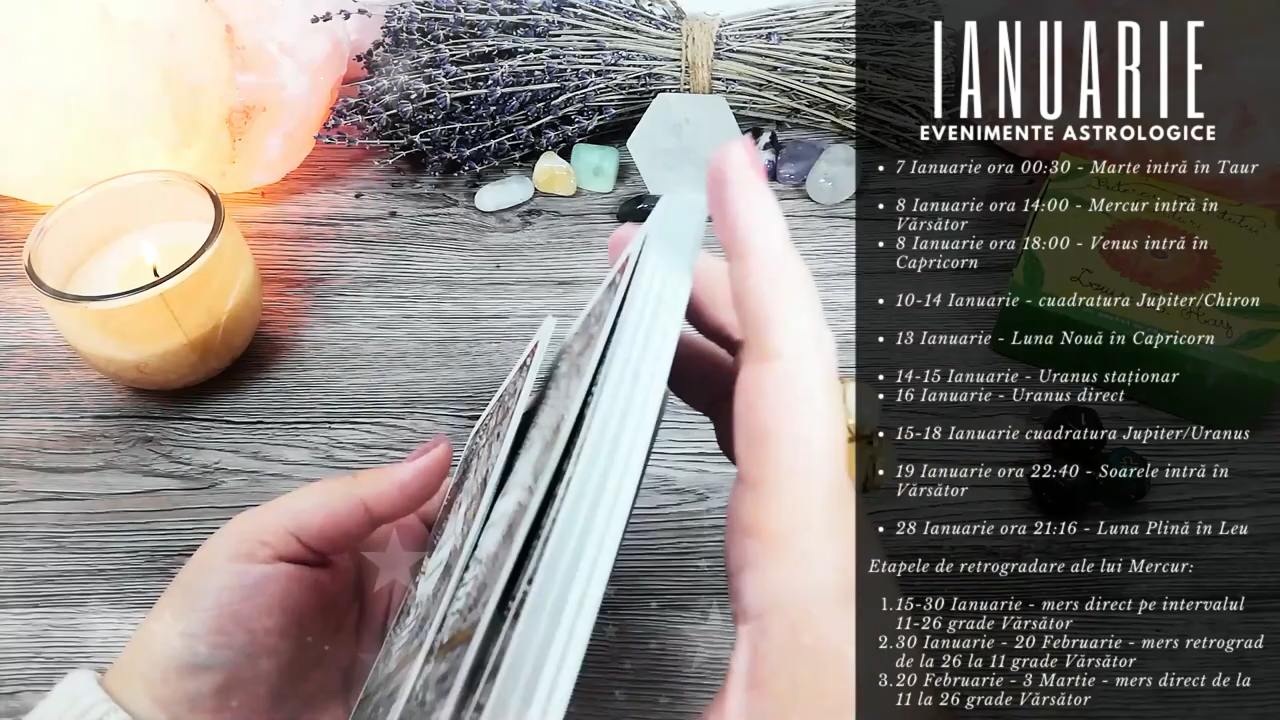 IANUARIE
EVENIMENTE ASTROLOGICE
• 7 Ianuarie ora 00:30 - Marte intră în Taur
• 8 Ianuarie ora 14:00 - Mercur intră în
Vărsător
• 8 Ianuarie ora 18:00 - Venus intră în
Capricorn
• 10-14 Ianuarie - cuadratura Jupiter/Chiron
• 13 Ianuarie - Luna Nouă în Capricorn
• 14-15 Ianuarie - Uranus staționar
• 16 Ianuarie - Uranus direct
• 15-18 Ianuarie cuadratura Jupiter/Uranus
• 19 Ianuarie ora 22:40 - Soarele intră în
Vărsător
• 28 Ianuarie ora 21:16 - Luna Plină în Leu
Etapele de retrogradare ale lui Mercur:
1. 15-30 Ianuarie - mers direct pe intervalul
11-26 grade Vărsător
2. 30 Ianuarie - 20 Februarie - mers retrograd
de la 26 la 11 grade Vărsător
3. 20 Februarie - 3 Martie - mers direct de la
11 la 26 grade Vărsător
Louise L. Hay